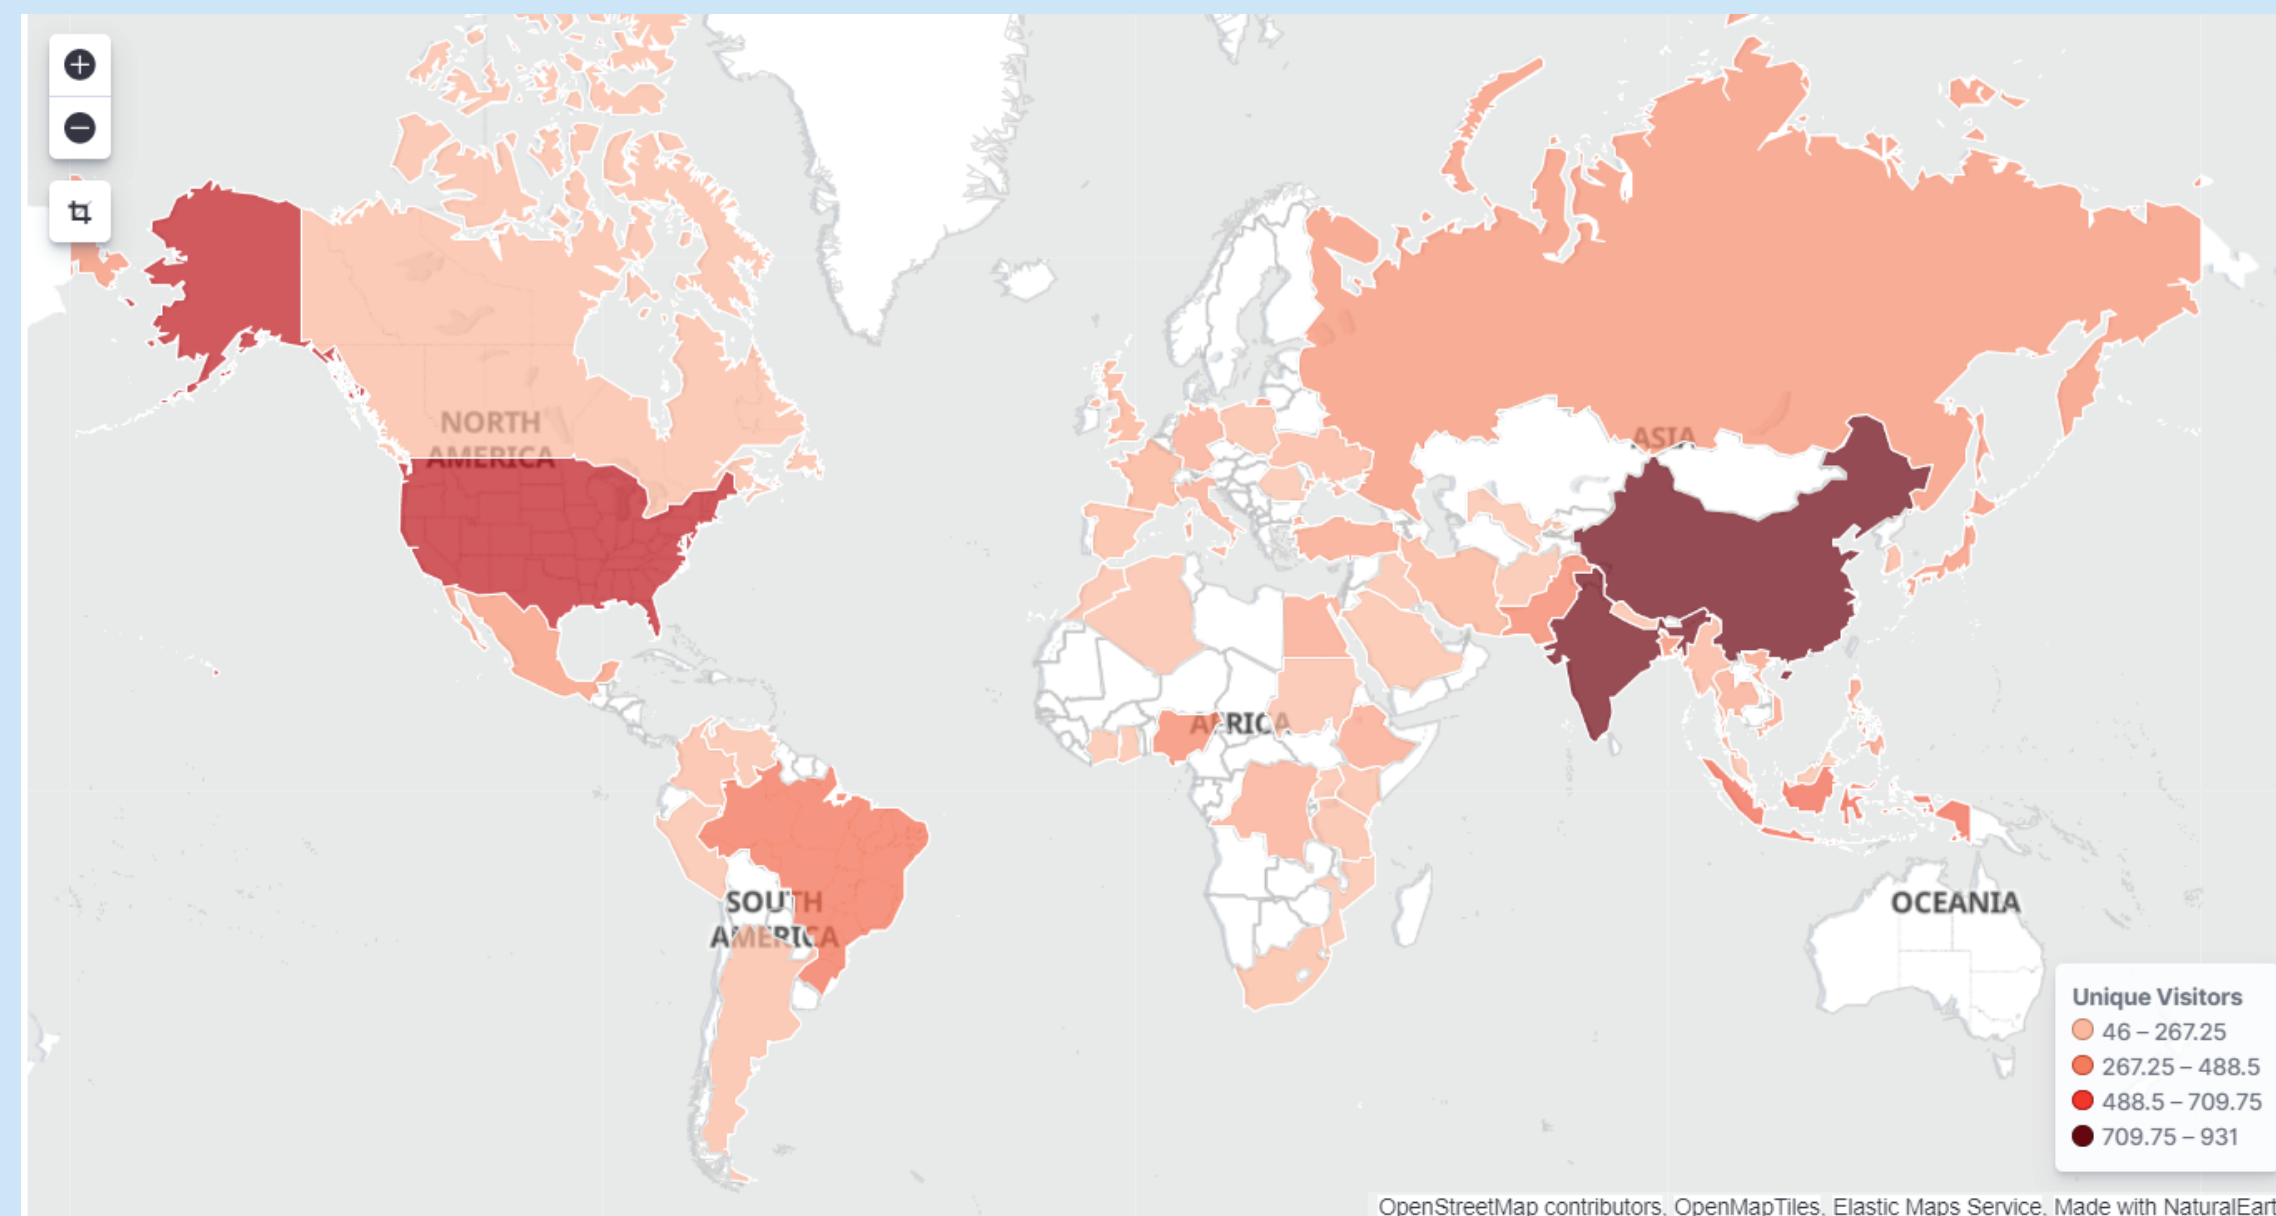 NORTH
AMERICA
ASIA
AFRICA
SOUTH
AMERICA
OCEANIA
Unique Visitors
46 – 267.25
267.25 – 488.5
488.5 – 709.75
709.75 – 931
OpenStreetMap contributors, OpenMapTiles, Elastic Maps Service, Made with NaturalEart